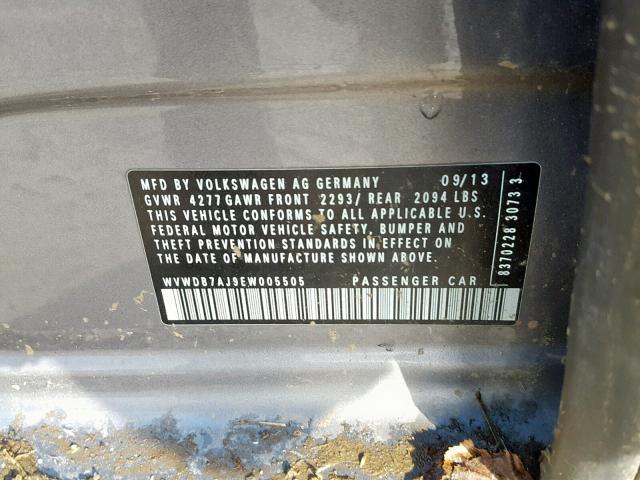 MFD BY VOLKSWAGEN AG GERMANY 09/13
GVWR 4277 GAWR FRONT 2293/ REAR 2094 LBS
THIS VEHICLE CONFORMS TO ALL APPLICABLE U.S.
FEDERAL MOTOR VEHICLE SAFETY, BUMPER AND
THEFT PREVENTION STANDARDS IN EFFECT ON
THE DATE OF MANUFACTURE SHOWN ABOVE.
WVWDB7AJ9EW005505 PASSENGER CAR
8370228 3073 3